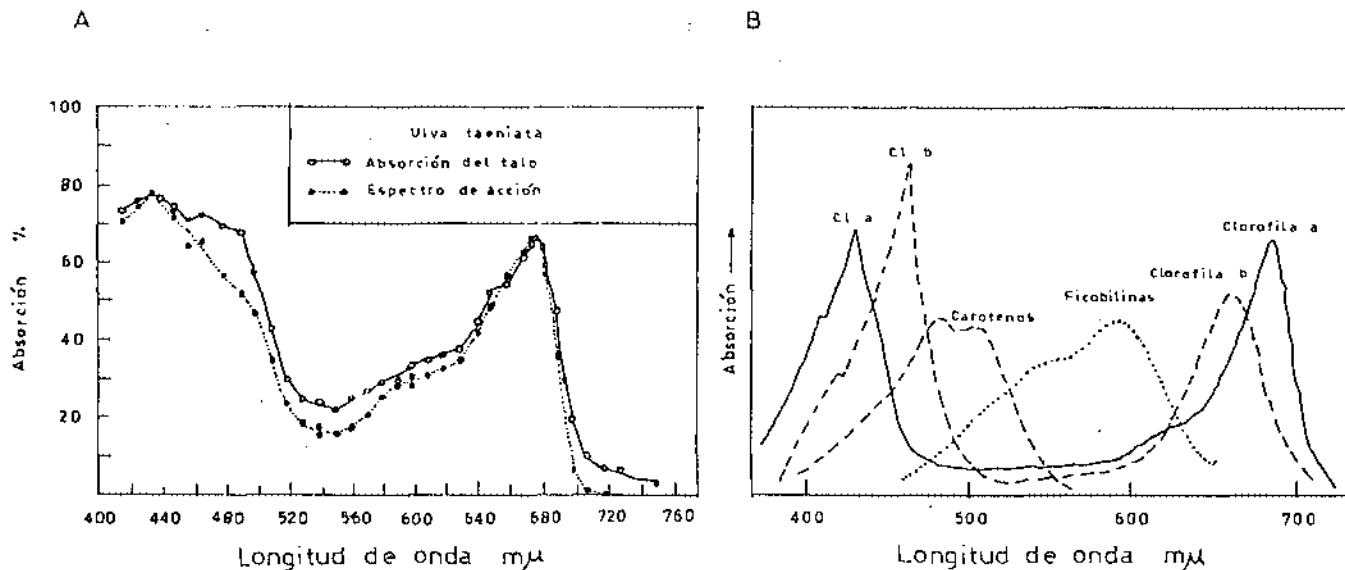 A
B
100
80
60
40
20
Absorción %
Ulva taeniata
Absorción del talo
Espectro de acción
400 440 480 520 560 600 640 680 720 760
Longitud de onda mµ
Absorción
Cl a
Cl b
Carotenos
Ficobilinas
Clorofila b
Clorofila a
400 500 600 700
Longitud de onda mµ